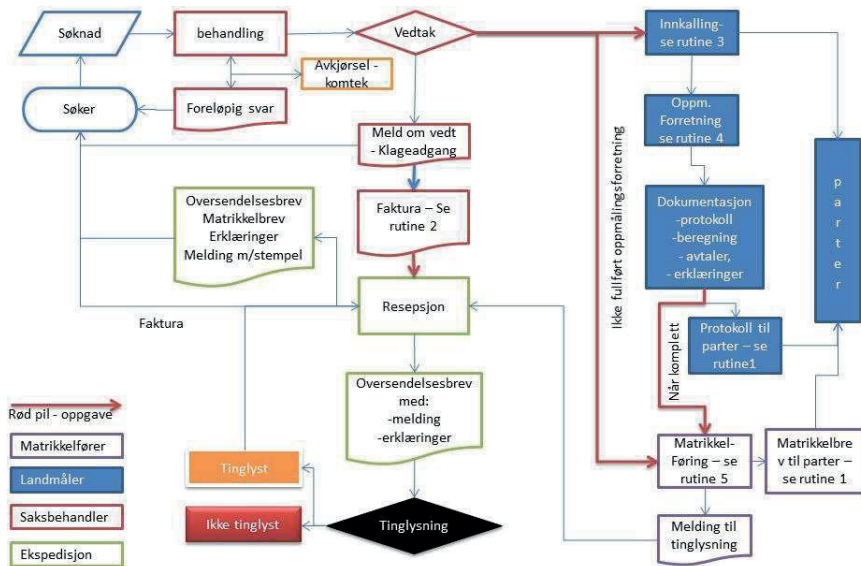 Søknad
behandling
Vedtak
Innkalling-
se rutine 3
Avkjørsel -
komtek
Søker
Foreløpig svar
Oppm.
Forretning
se rutine 4
Meld om vedt
- Klageadgang
Ikke fullført oppmålingsforretning
parter
Oversendelsesbrev
Matrikkelbrev
Erklæringer
Melding m/stempel
Faktura – Se
rutine 2
Dokumentasjon
-protokoll
-beregning
- avtaler,
- erklæringer
Resepsjon
Faktura
Protokoll til
parter – se
rutine1
Når komplett
Oversendelsesbrev
med:
-melding
-erklæringer
Rød pil - oppgave
Matrikkelfører
Landmåler
Saksbehandler
Ekspedisjon
Tinglyst
Ikke tinglyst
Tinglysning
Matrikkel-
Føring – se
rutine 5
Matrikkelbre
v til parter –
se rutine 1
Melding til
tinglysning